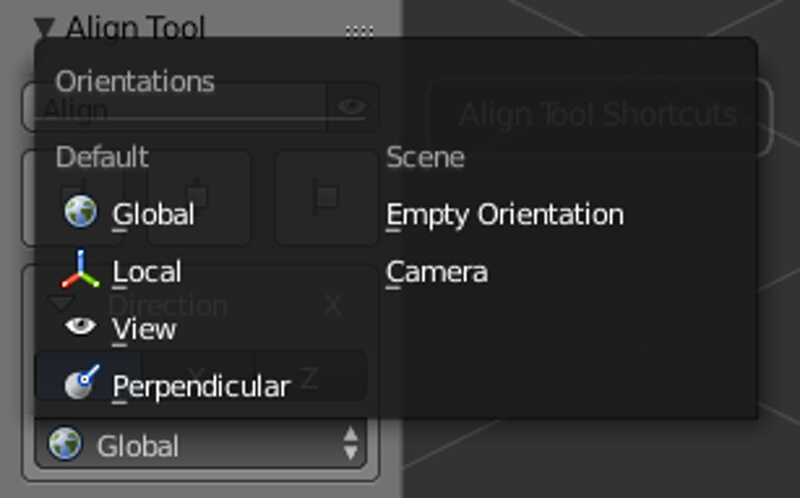 Align Tool
Orientations
Align
Align Tool Shortcuts
Default
Scene
Global
Empty Orientation
Local
Camera
Direction X
View
Perpendicular
X
Z
Global